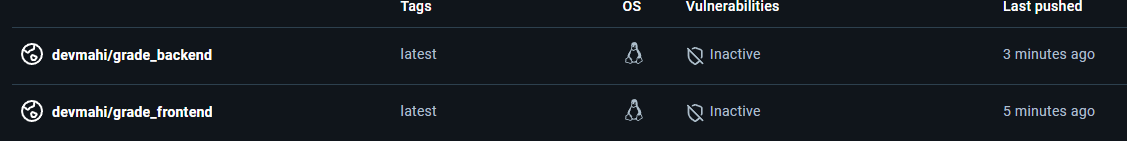 Tags OS Vulnerabilities Last pushed
devmahi/grade_backend latest Inactive 3 minutes ago
devmahi/grade_frontend latest Inactive 5 minutes ago